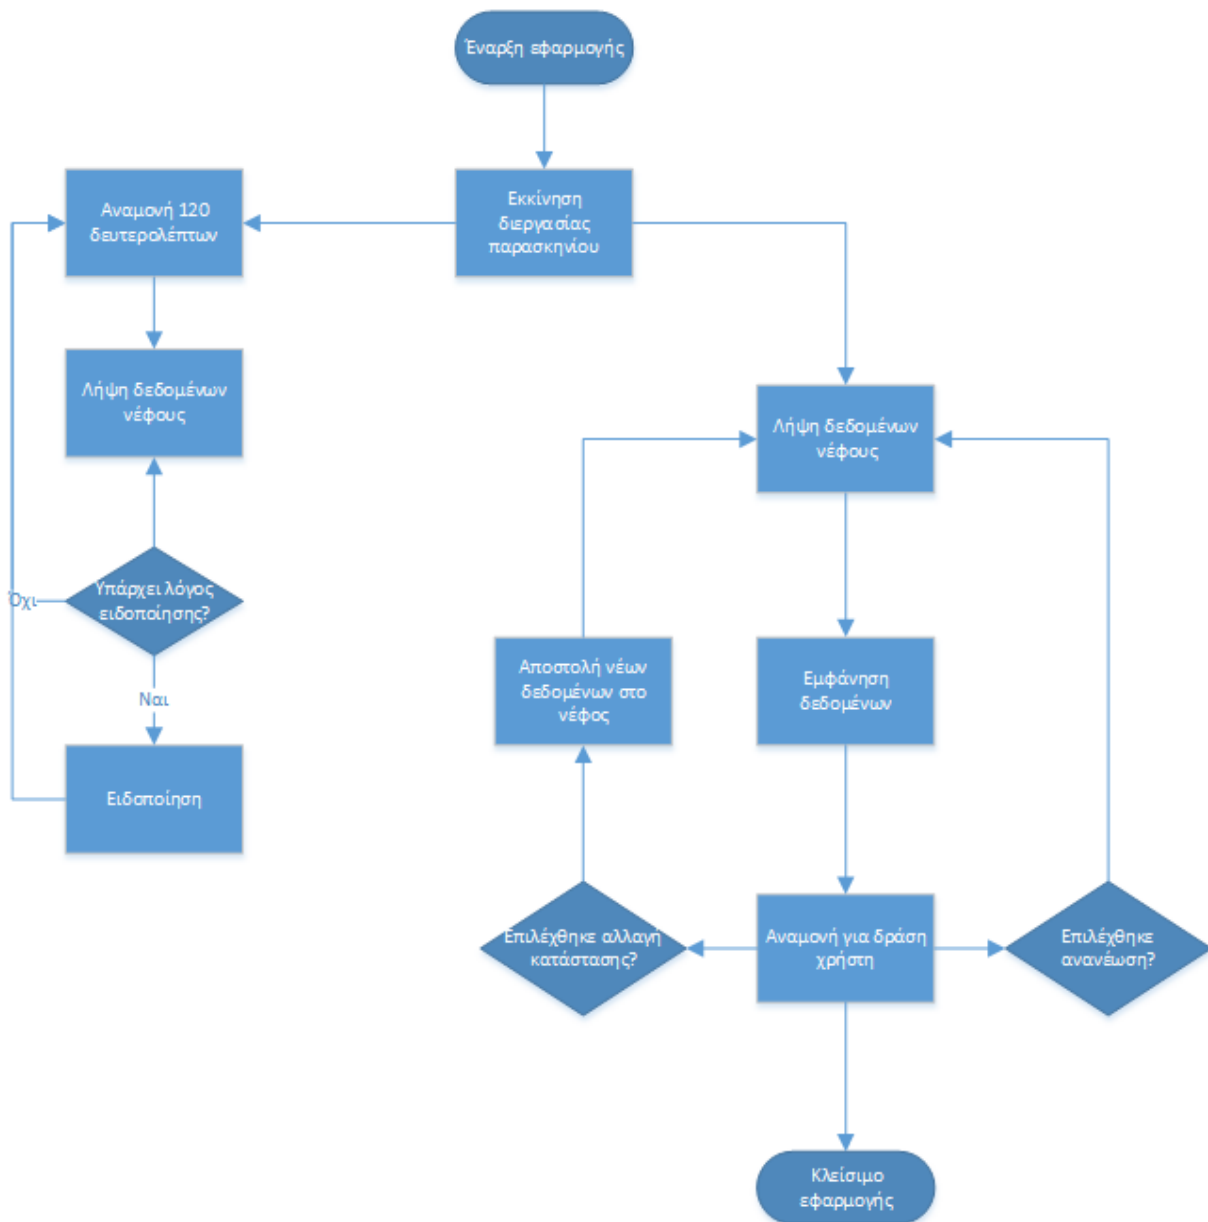 Έναρξη εφαρμογής
Εκκίνηση
διεργασίας
παρασκηνίου
Αναμονή 120
δευτερολέπτων
Λήψη δεδομένων
νέφους
Υπάρχει λόγος
ειδοποίησης?
Όχι
Ναι
Ειδοποίηση
Λήψη δεδομένων
νέφους
Αποστολή νέων
δεδομένων στο
νέφος
Εμφάνηση
δεδομένων
Επιλέχθηκε αλλαγή
κατάστασης?
Αναμονή για δράση
χρήστη
Επιλέχθηκε
ανανέωση?
Κλείσιμο
εφαρμογής